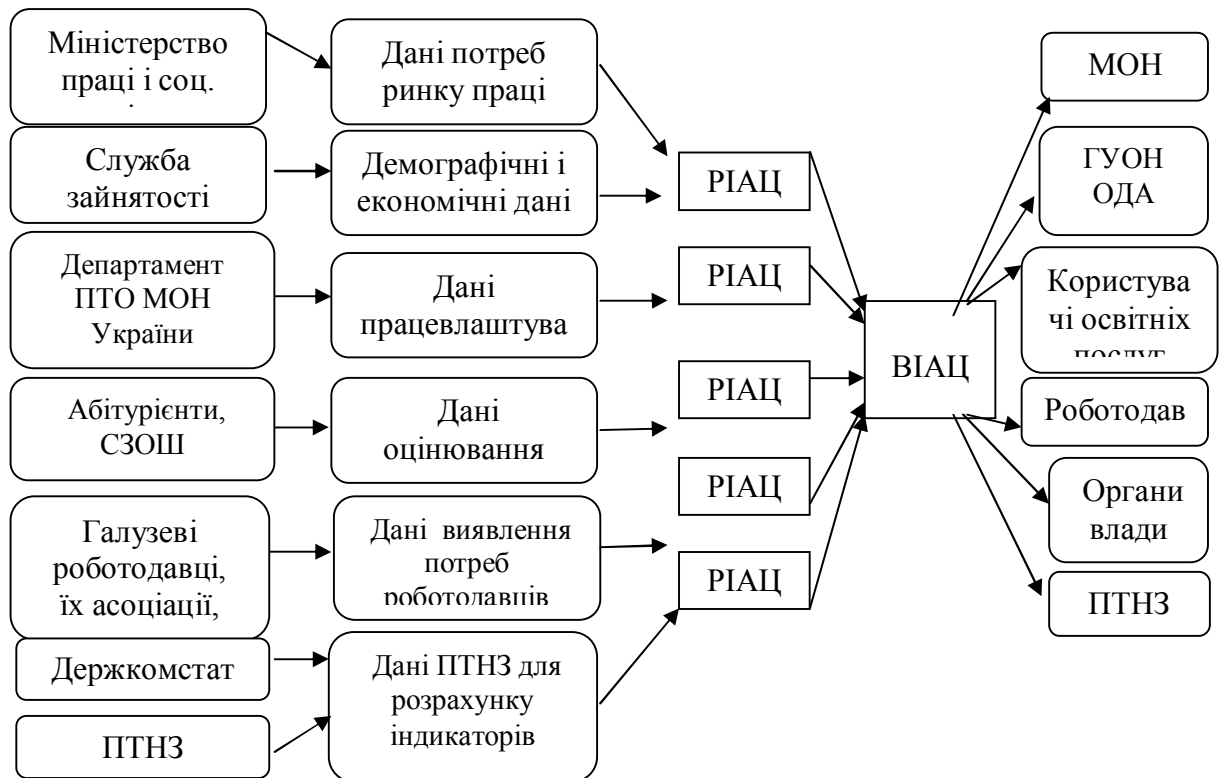 Міністерство
праці і соц.
Служба
зайнятості
Департамент
ПТО МОН
України
Абітурієнти,
СЗОШ
Галузеві
роботодавці,
їх асоціації,
Держкомстат
ПТНЗ
Дані потреб
ринку праці
Демографічні і
економічні дані
Дані
працевлаштува
Дані
оцінювання
Дані виявлення
потреб
роботодавців
Дані ПТНЗ для
розрахунку
індикаторів
РІАЦ
РІАЦ
РІАЦ
РІАЦ
РІАЦ
ВІАЦ
МОН
ГУОН
ОДА
Користува
чі освітніх
послуг
Роботодав
Органи
влади
ПТНЗ